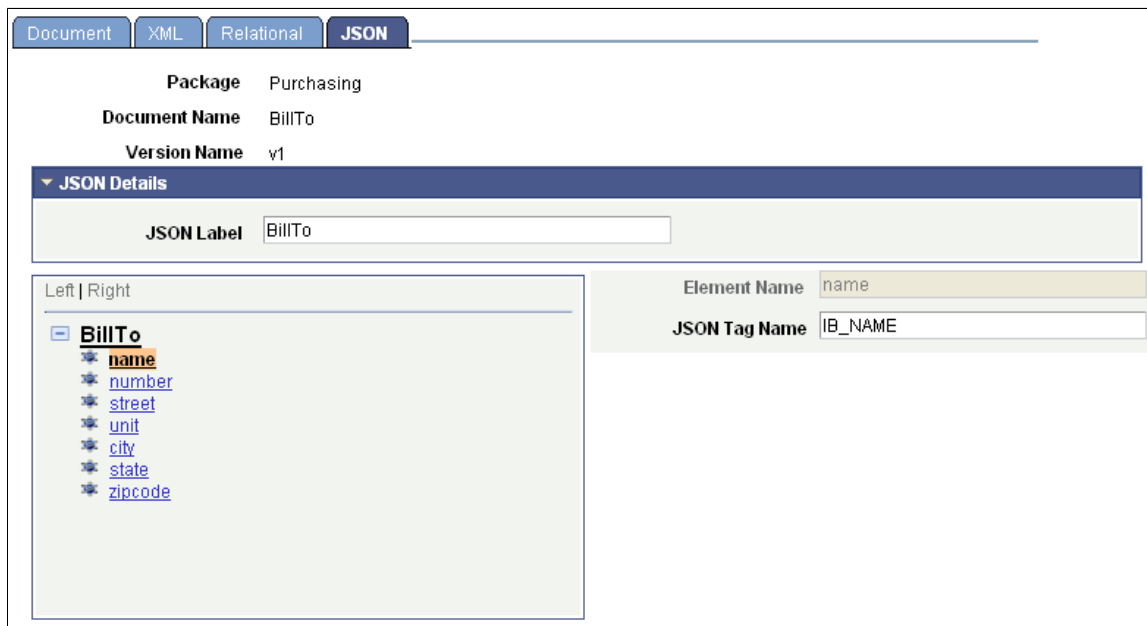 Document XML Relational JSON
Package Purchasing
Document Name BillTo
Version Name v1
JSON Details
JSON Label BillTo
Left | Right
Element Name name
JSON Tag Name IB_NAME
BillTo
name
number
street
unit
city
state
zipcode